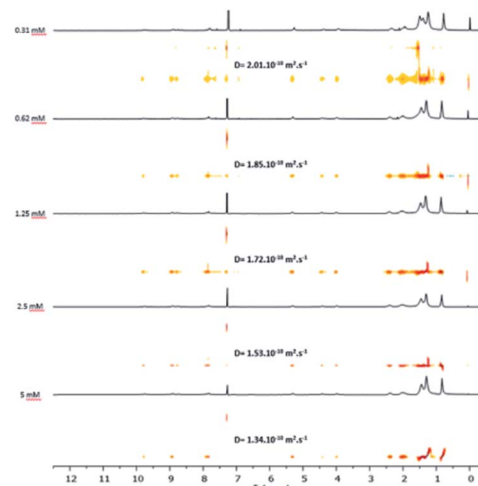 0.31 mM
D= 2.01.10⁻¹⁰ m².s⁻¹
0.62 mM
D= 1.85.10⁻¹⁰ m².s⁻¹
1.25 mM
D= 1.72.10⁻¹⁰ m².s⁻¹
2.5 mM
D= 1.53.10⁻¹⁰ m².s⁻¹
5 mM
D= 1.34.10⁻¹⁰ m².s⁻¹
12 11 10 9 8 7 6 5 4 3 2 1 0